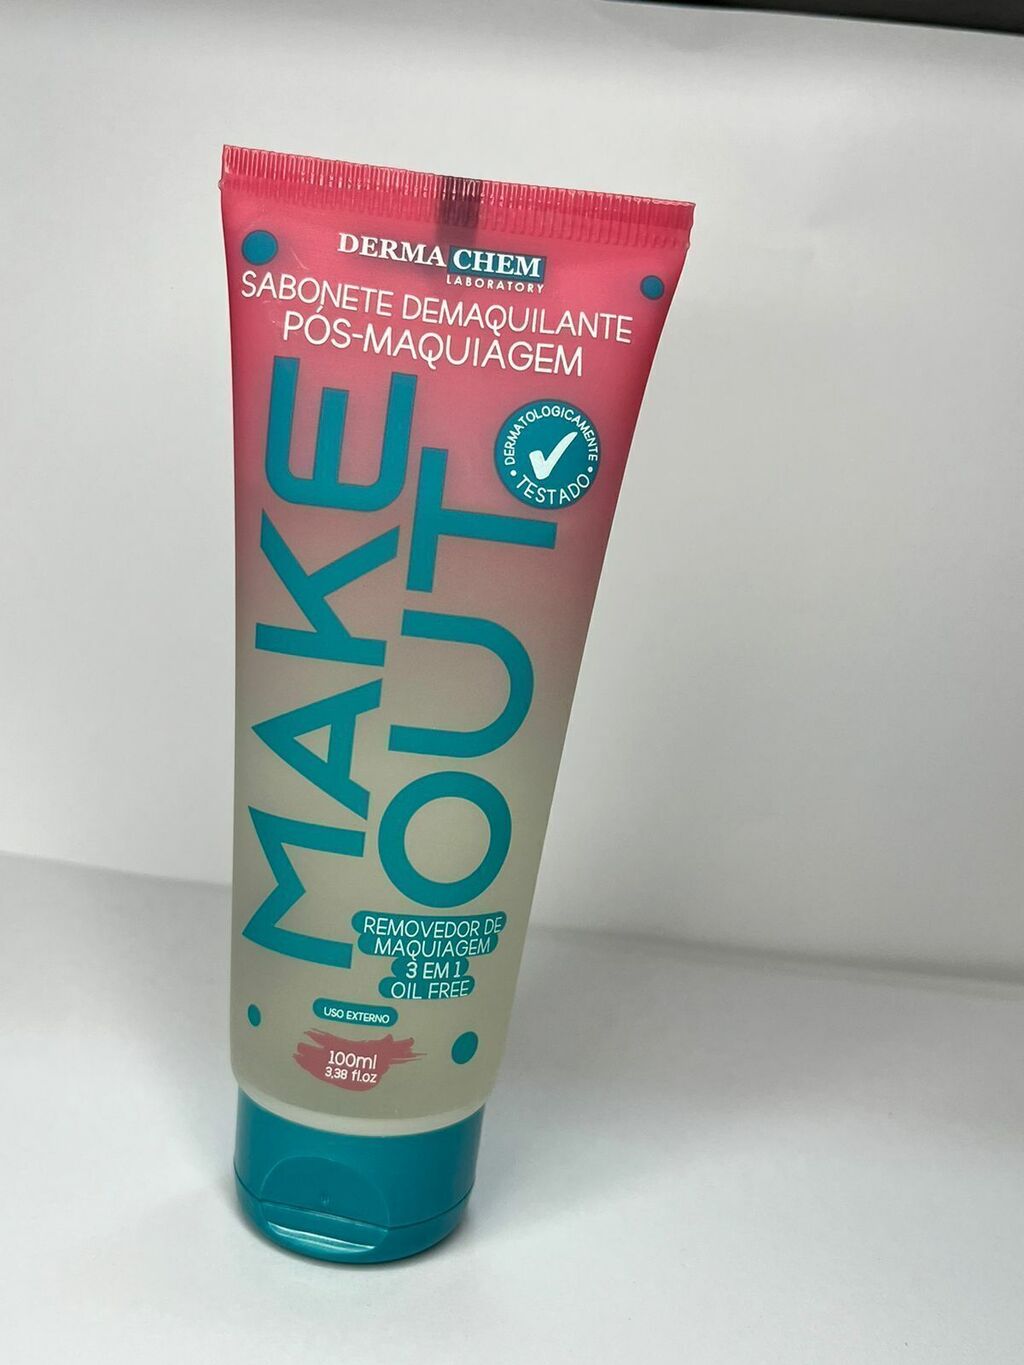 DERMA CHEM
LABORATORY
SABONETE DEMAQUILANTE
PÓS-MAQUIAGEM
DERMATOLOGICAMENTE
TESTADO
MAKE
OUT
REMOVEDOR DE
MAQUIAGEM
3 EM 1
OIL FREE
USO EXTERNO
100ml
3,38 fl.oz